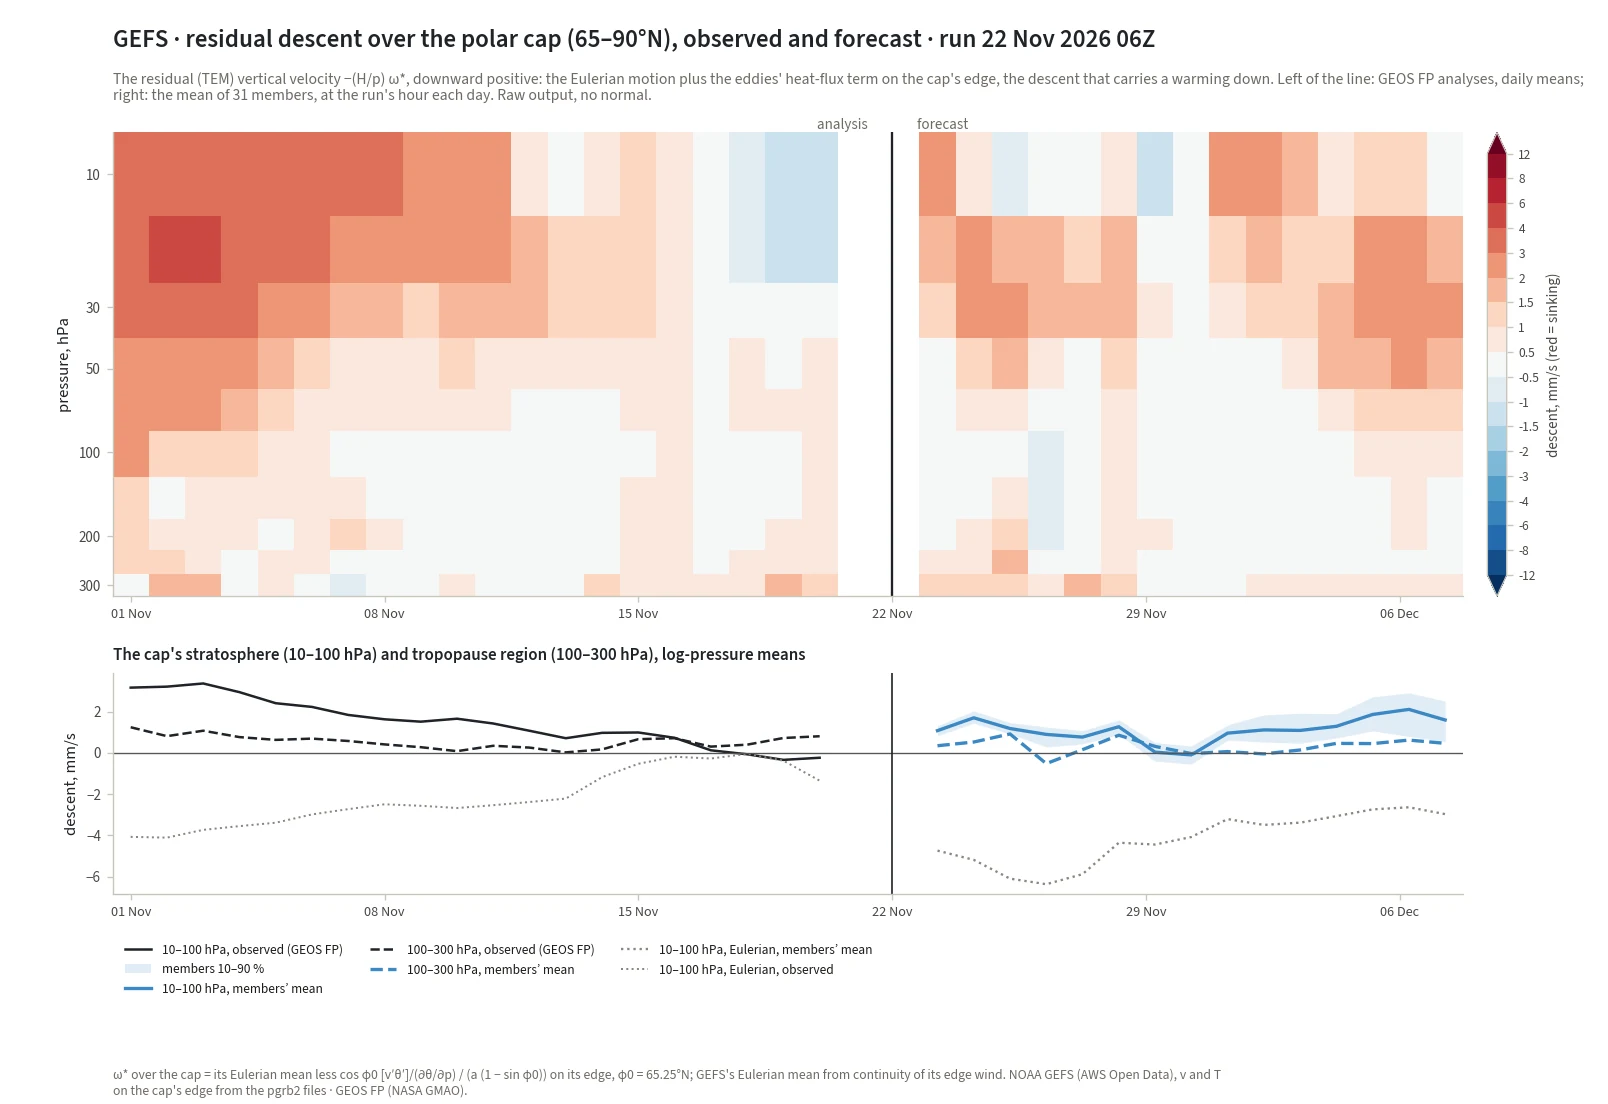 GEFS · residual descent over the polar cap (65–90°N), observed and forecast · run 22 Nov 2026 06Z
The residual (TEM) vertical velocity −(H/p) ω*, downward positive: the Eulerian motion plus the eddies' heat-flux term on the cap's edge, the descent that carries a warming down. Left of the line: GEOS FP analyses, daily means;
right: the mean of 31 members, at the run's hour each day. Raw output, no normal.
analysis
forecast
pressure, hPa
10
30
50
100
200
300
01 Nov
08 Nov
15 Nov
22 Nov
29 Nov
06 Dec
12
8
6
4
3
2
1.5
1
0.5
-0.5
-1
-1.5
-2
-3
-4
-6
-8
-12
descent, mm/s (red = sinking)
The cap's stratosphere (10–100 hPa) and tropopause region (100–300 hPa), log-pressure means
descent, mm/s
2
0
−2
−4
−6
01 Nov
08 Nov
15 Nov
22 Nov
29 Nov
06 Dec
10–100 hPa, observed (GEOS FP)
members 10–90 %
10–100 hPa, members’ mean
100–300 hPa, observed (GEOS FP)
100–300 hPa, members’ mean
10–100 hPa, Eulerian, members’ mean
10–100 hPa, Eulerian, observed
ω* over the cap = its Eulerian mean less cos φ0 [v′θ′]/(∂θ/∂p) / (a (1 − sin φ0)) on its edge, φ0 = 65.25°N; GEFS's Eulerian mean from continuity of its edge wind. NOAA GEFS (AWS Open Data), v and T
on the cap's edge from the pgrb2 files · GEOS FP (NASA GMAO).